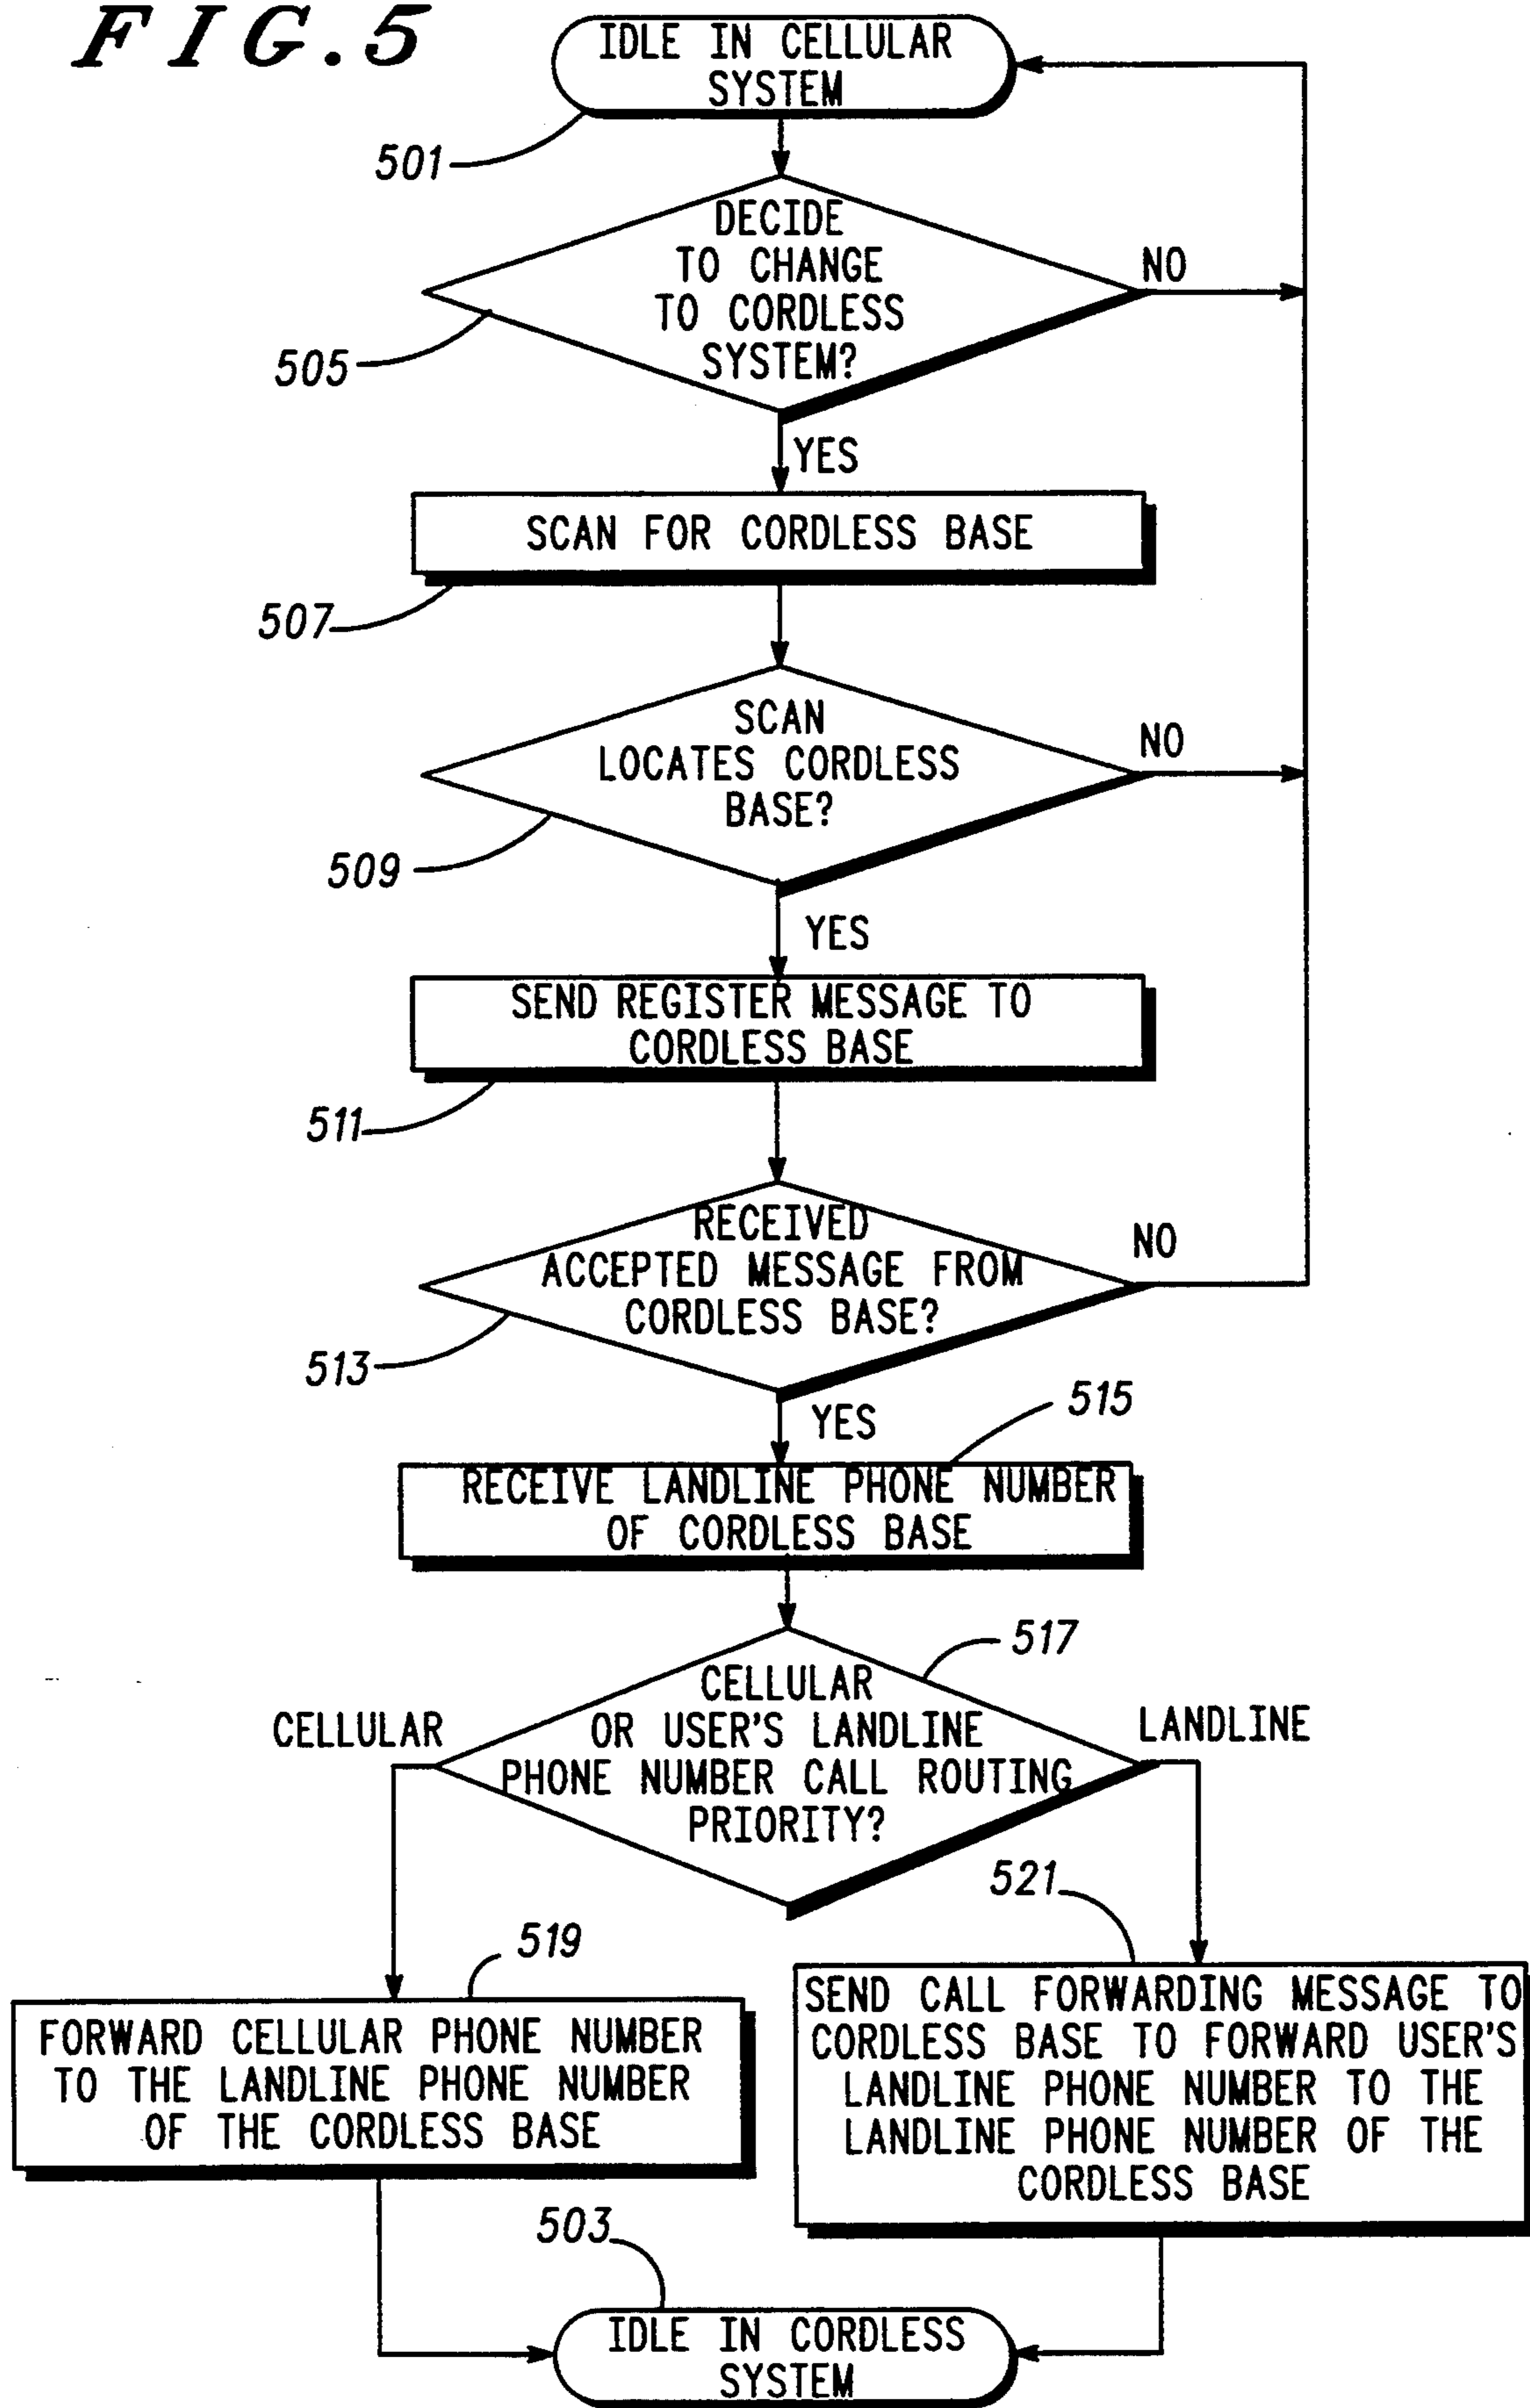 FIG.5
IDLE IN CELLULAR
SYSTEM
501
DECIDE
TO CHANGE
TO CORDLESS
SYSTEM?
NO
505
YES
SCAN FOR CORDLESS BASE
507
SCAN
LOCATES CORDLESS
BASE?
NO
509
YES
SEND REGISTER MESSAGE TO
CORDLESS BASE
511
RECEIVED
ACCEPTED MESSAGE FROM
CORDLESS BASE?
NO
513
YES
515
RECEIVE LANDLINE PHONE NUMBER
OF CORDLESS BASE
517
CELLULAR
OR USER'S LANDLINE
PHONE NUMBER CALL ROUTING
PRIORITY?
CELLULAR
LANDLINE
519
FORWARD CELLULAR PHONE NUMBER
TO THE LANDLINE PHONE NUMBER
OF THE CORDLESS BASE
521
SEND CALL FORWARDING MESSAGE TO
CORDLESS BASE TO FORWARD USER'S
LANDLINE PHONE NUMBER TO THE
LANDLINE PHONE NUMBER OF THE
CORDLESS BASE
503
IDLE IN CORDLESS
SYSTEM